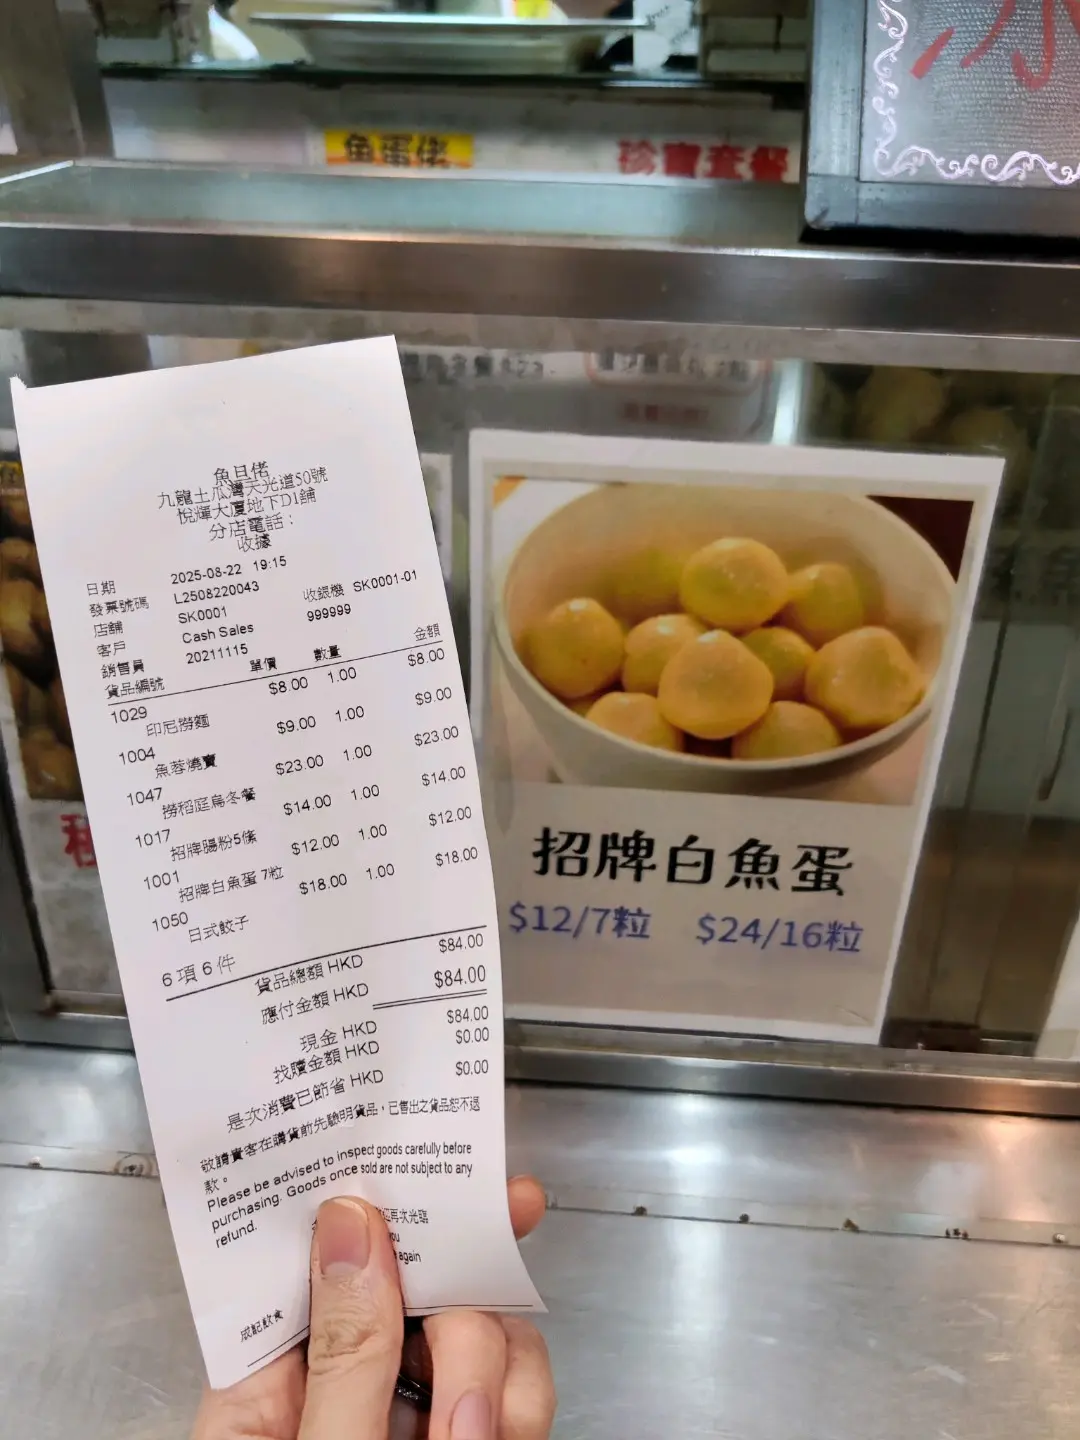 魚蛋佬
珍寶套餐
魚旦佬
九龍土瓜灣天光道50號
悅輝大廈地下D1舖
分店電話：
收據
日期 2025-08-22 19:15
發票號碼 L2508220043
店舖 SK0001 收銀機 SK0001-01
客戶 Cash Sales 999999
銷售員 20211115
貨品編號 單價 數量 金額
1029 $8.00 1.00 $8.00
印尼撈麵
1004 $9.00 1.00 $9.00
魚蓉燒賣
1047 $23.00 1.00 $23.00
撈稻庭烏冬餐
1017 $14.00 1.00 $14.00
招牌腸粉5條
1001 $12.00 1.00 $12.00
招牌白魚蛋 7粒
1050 $18.00 1.00 $18.00
日式餃子
6 項 6 件
貨品總額 HKD $84.00
應付金額 HKD $84.00
現金 HKD $84.00
找贖金額 HKD $0.00
是次消費已節省 HKD $0.00
敬請貴客在購貨前先驗明貨品，已售出之貨品恕不退
款。
Please be advised to inspect goods carefully before
purchasing. Goods once sold are not subject to any
refund.
再次光臨
again
成記飲食
招牌白魚蛋
$12/7粒 $24/16粒